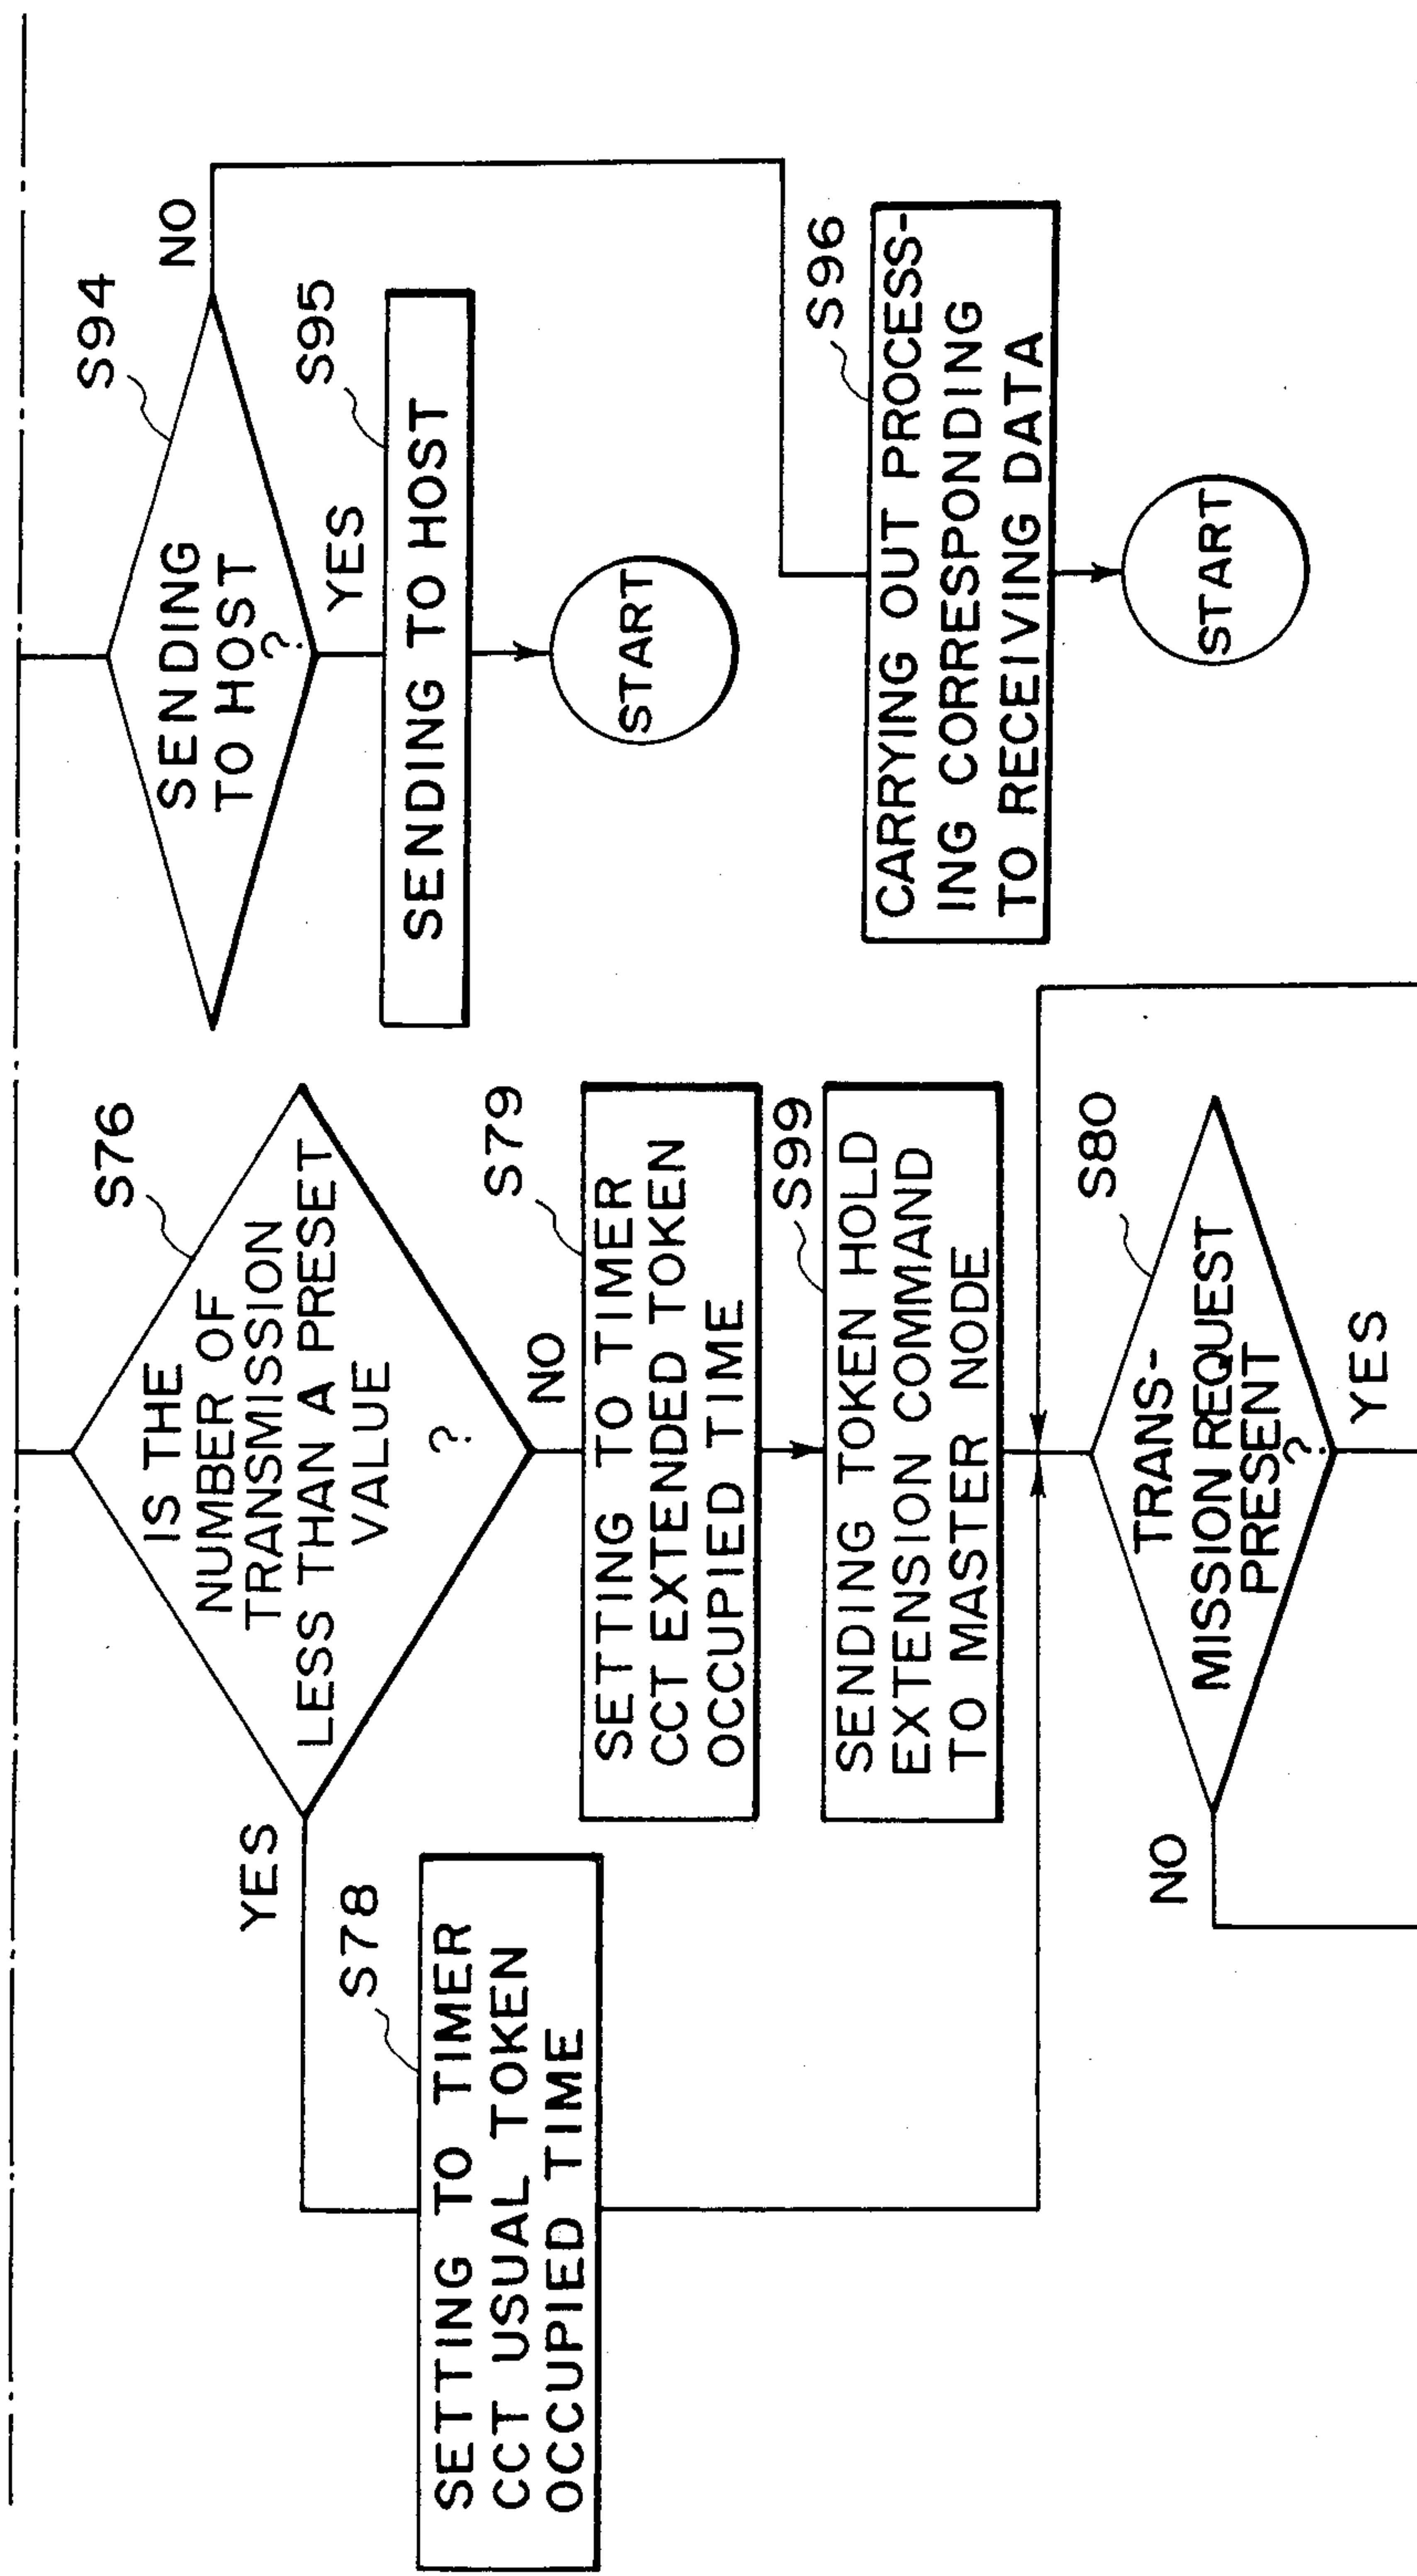 S76
IS THE
NUMBER OF
TRANSMISSION
LESS THAN A PRESET
VALUE
?
YES
NO
S78
SETTING TO TIMER
CCT USUAL TOKEN
OCCUPIED TIME
S79
SETTING TO TIMER
CCT EXTENDED TOKEN
OCCUPIED TIME
S99
SENDING TOKEN HOLD
EXTENSION COMMAND
TO MASTER NODE
S80
TRANS-
MISSION REQUEST
PRESENT
?
NO
YES
S94
SENDING
TO HOST
?
NO
YES
S95
SENDING TO HOST
START
S96
CARRYING OUT PROCESS-
ING CORRESPONDING
TO RECEIVING DATA
START